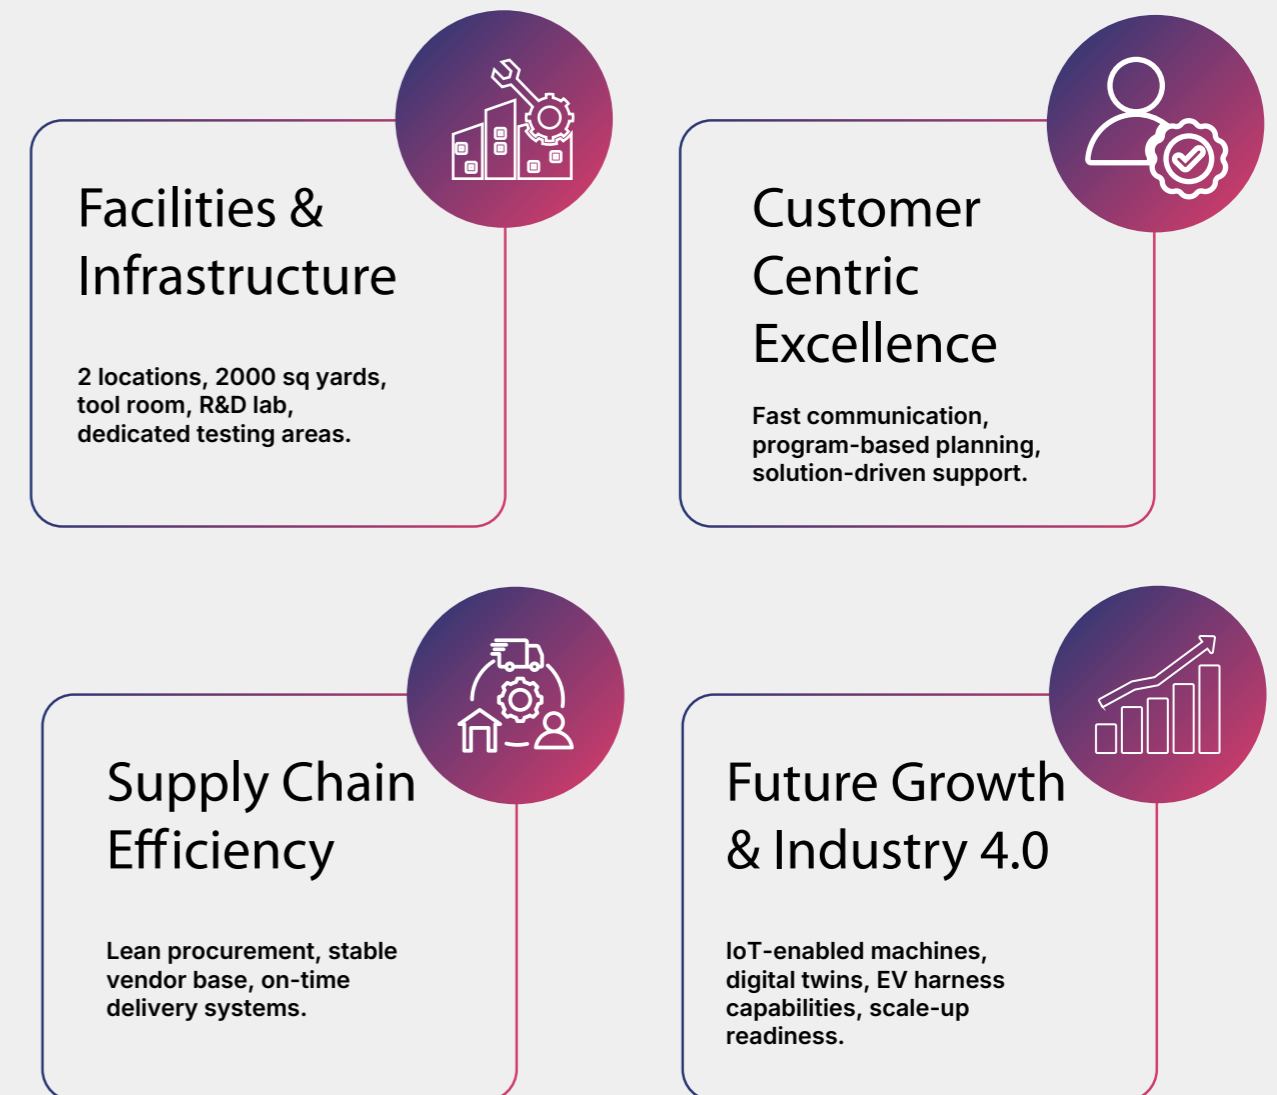 Facilities &
Infrastructure
2 locations, 2000 sq yards,
tool room, R&D lab,
dedicated testing areas.
Customer
Centric
Excellence
Fast communication,
program-based planning,
solution-driven support.
Supply Chain
Efficiency
Lean procurement, stable
vendor base, on-time
delivery systems.
Future Growth
& Industry 4.0
IoT-enabled machines,
digital twins, EV harness
capabilities, scale-up
readiness.